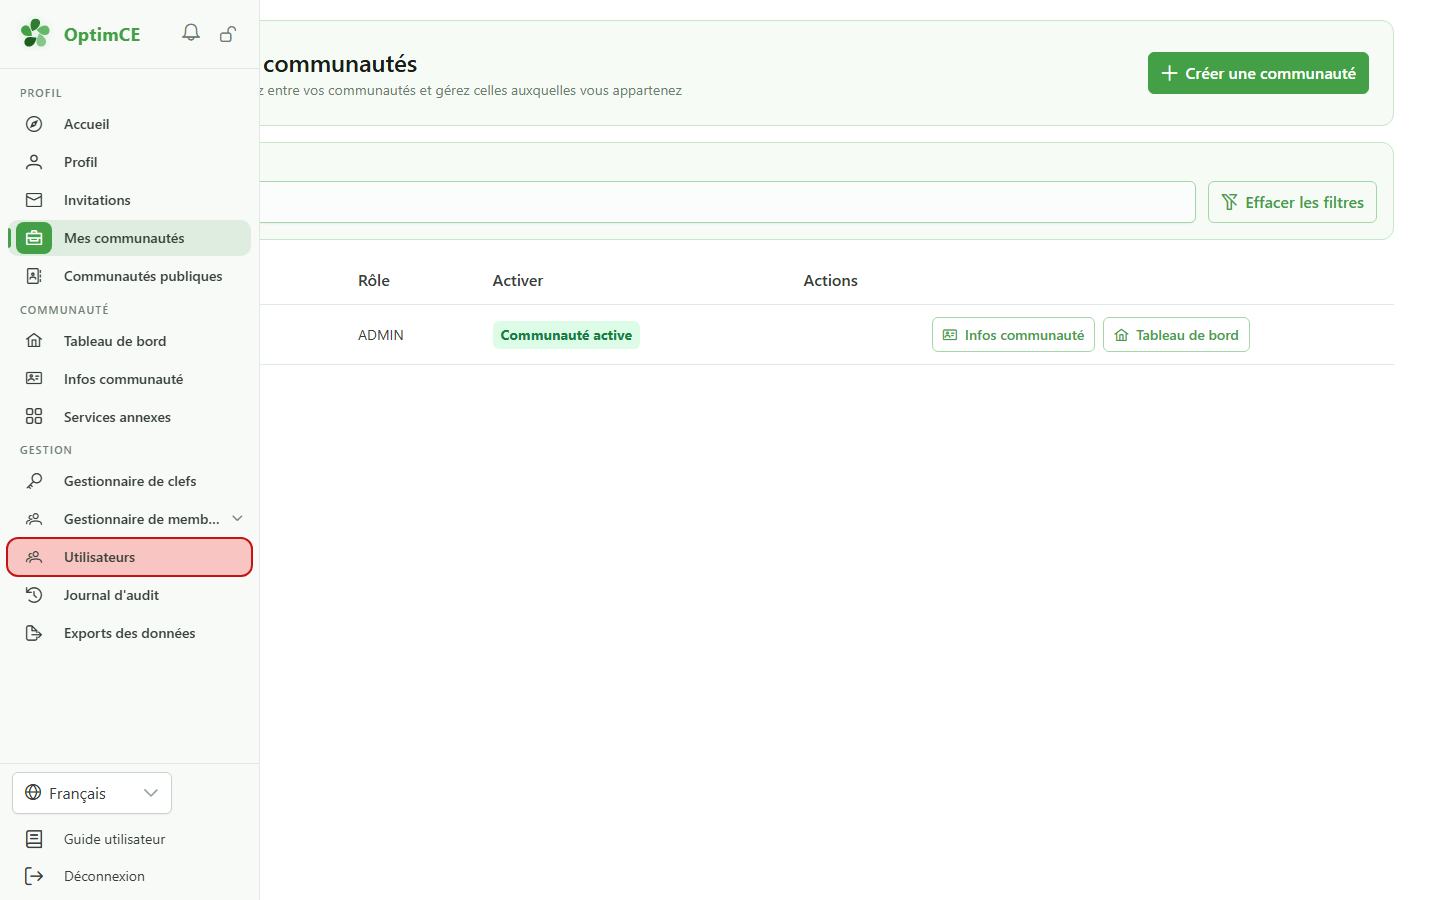 OptimCE
PROFIL
Accueil
Profil
Invitations
Mes communautés
Communautés publiques
COMMUNAUTÉ
Tableau de bord
Infos communauté
Services annexes
GESTION
Gestionnaire de clefs
Gestionnaire de memb...
Utilisateurs
Journal d'audit
Exports des données
Français
Guide utilisateur
Déconnexion
communautés
entre vos communautés et gérez celles auxquelles vous appartenez
Créer une communauté
Effacer les filtres
Rôle Activer Actions
ADMIN Communauté active Infos communauté Tableau de bord